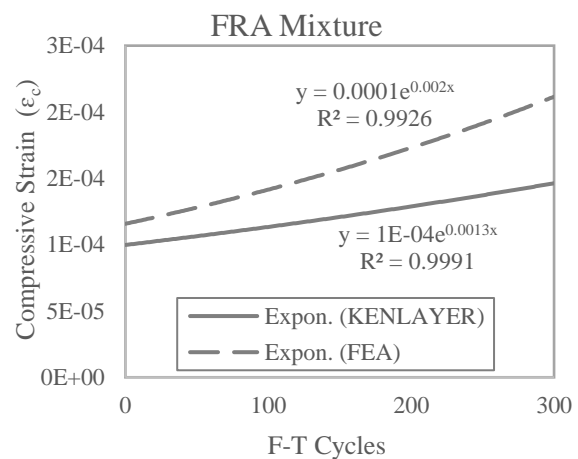 FRA Mixture
3E-04
2E-04
2E-04
1E-04
5E-05
0E+00
Compressive Strain (εc)
y = 0.0001e^0.002x
R² = 0.9926
y = 1E-04e^0.0013x
R² = 0.9991
Expon. (KENLAYER)
Expon. (FEA)
0 100 200 300
F-T Cycles